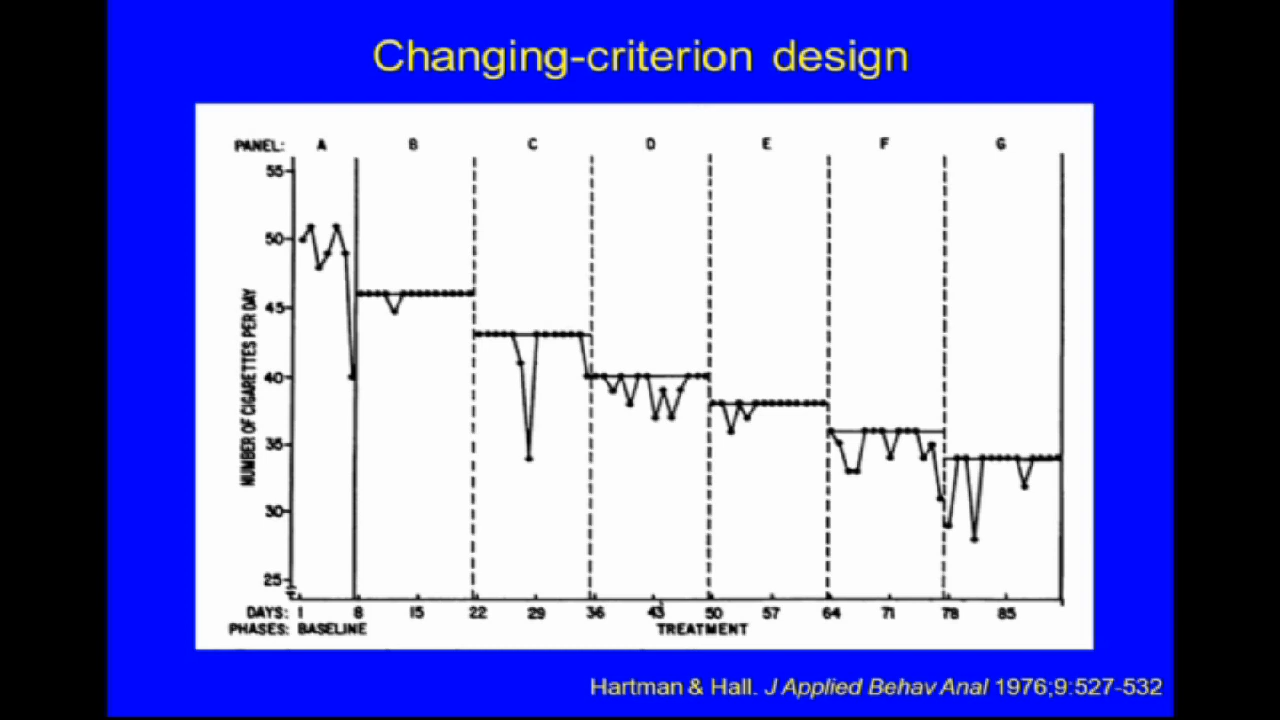 Changing-criterion design
PANEL: A B C D E F G
NUMBER OF CIGARETTES PER DAY
55
50
45
40
35
30
25
DAYS: 1 8 15 22 29 36 43 50 57 64 71 78 85
PHASES: BASELINE TREATMENT
Hartman & Hall. J Applied Behav Anal 1976;9:527-532